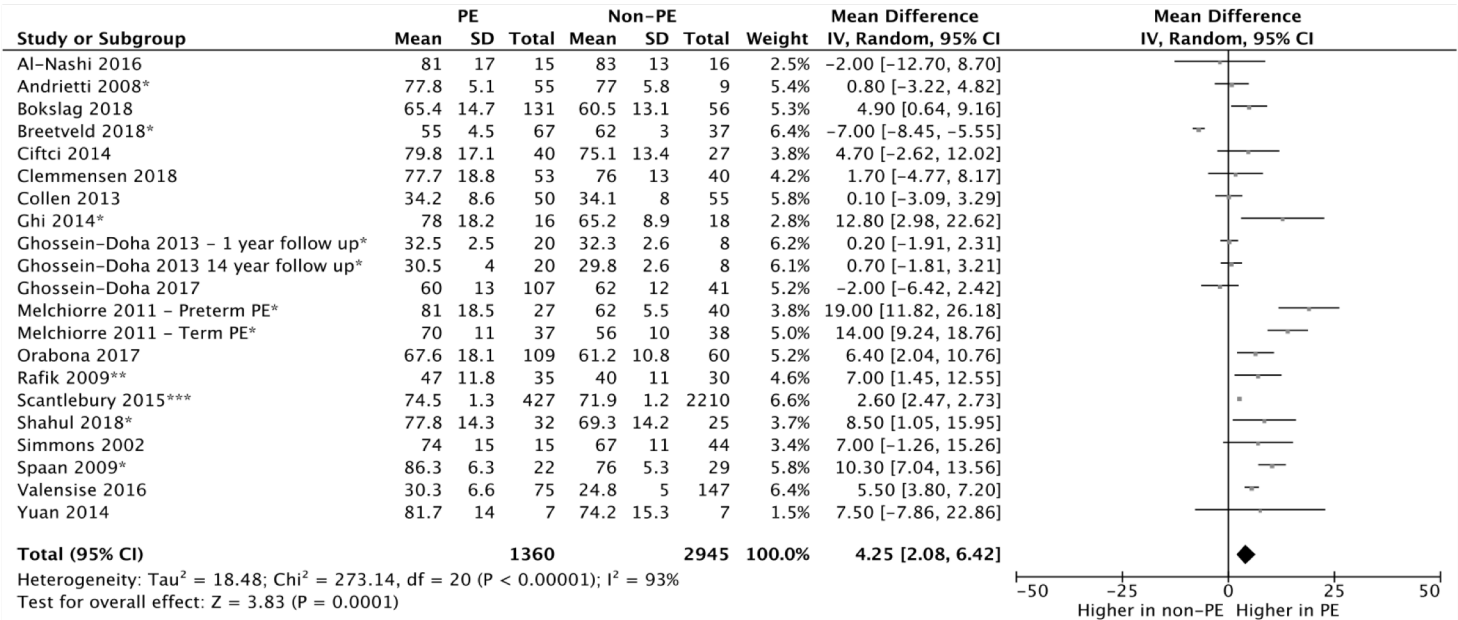 PE Non-PE Mean Difference Mean Difference
Study or Subgroup Mean SD Total Mean SD Total Weight IV, Random, 95% CI IV, Random, 95% CI
Al-Nashi 2016 81 17 15 83 13 16 2.5% -2.00 [-12.70, 8.70]
Andrietti 2008* 77.8 5.1 55 77 5.8 9 5.4% 0.80 [-3.22, 4.82]
Bokslag 2018 65.4 14.7 131 60.5 13.1 56 5.3% 4.90 [0.64, 9.16]
Breetveld 2018* 55 4.5 67 62 3 37 6.4% -7.00 [-8.45, -5.55]
Ciftci 2014 79.8 17.1 40 75.1 13.4 27 3.8% 4.70 [-2.62, 12.02]
Clemmensen 2018 77.7 18.8 53 76 13 40 4.2% 1.70 [-4.77, 8.17]
Collen 2013 34.2 8.6 50 34.1 8 55 5.8% 0.10 [-3.09, 3.29]
Ghi 2014* 78 18.2 16 65.2 8.9 18 2.8% 12.80 [2.98, 22.62]
Ghossein-Doha 2013 - 1 year follow up* 32.5 2.5 20 32.3 2.6 8 6.2% 0.20 [-1.91, 2.31]
Ghossein-Doha 2013 14 year follow up* 30.5 4 20 29.8 2.6 8 6.1% 0.70 [-1.81, 3.21]
Ghossein-Doha 2017 60 13 107 62 12 41 5.2% -2.00 [-6.42, 2.42]
Melchiorre 2011 - Preterm PE* 81 18.5 27 62 5.5 40 3.8% 19.00 [11.82, 26.18]
Melchiorre 2011 - Term PE* 70 11 37 56 10 38 5.0% 14.00 [9.24, 18.76]
Orabona 2017 67.6 18.1 109 61.2 10.8 60 5.2% 6.40 [2.04, 10.76]
Rafik 2009** 47 11.8 35 40 11 30 4.6% 7.00 [1.45, 12.55]
Scantlebury 2015*** 74.5 1.3 427 71.9 1.2 2210 6.6% 2.60 [2.47, 2.73]
Shahul 2018* 77.8 14.3 32 69.3 14.2 25 3.7% 8.50 [1.05, 15.95]
Simmons 2002 74 15 15 67 11 44 3.4% 7.00 [-1.26, 15.26]
Spaan 2009* 86.3 6.3 22 76 5.3 29 5.8% 10.30 [7.04, 13.56]
Valensise 2016 30.3 6.6 75 24.8 5 147 6.4% 5.50 [3.80, 7.20]
Yuan 2014 81.7 14 7 74.2 15.3 7 1.5% 7.50 [-7.86, 22.86]
Total (95% CI) 1360 2945 100.0% 4.25 [2.08, 6.42]
Heterogeneity: Tau² = 18.48; Chi² = 273.14, df = 20 (P < 0.00001); I² = 93%
Test for overall effect: Z = 3.83 (P = 0.0001)
-50 -25 0 25 50
Higher in non-PE Higher in PE